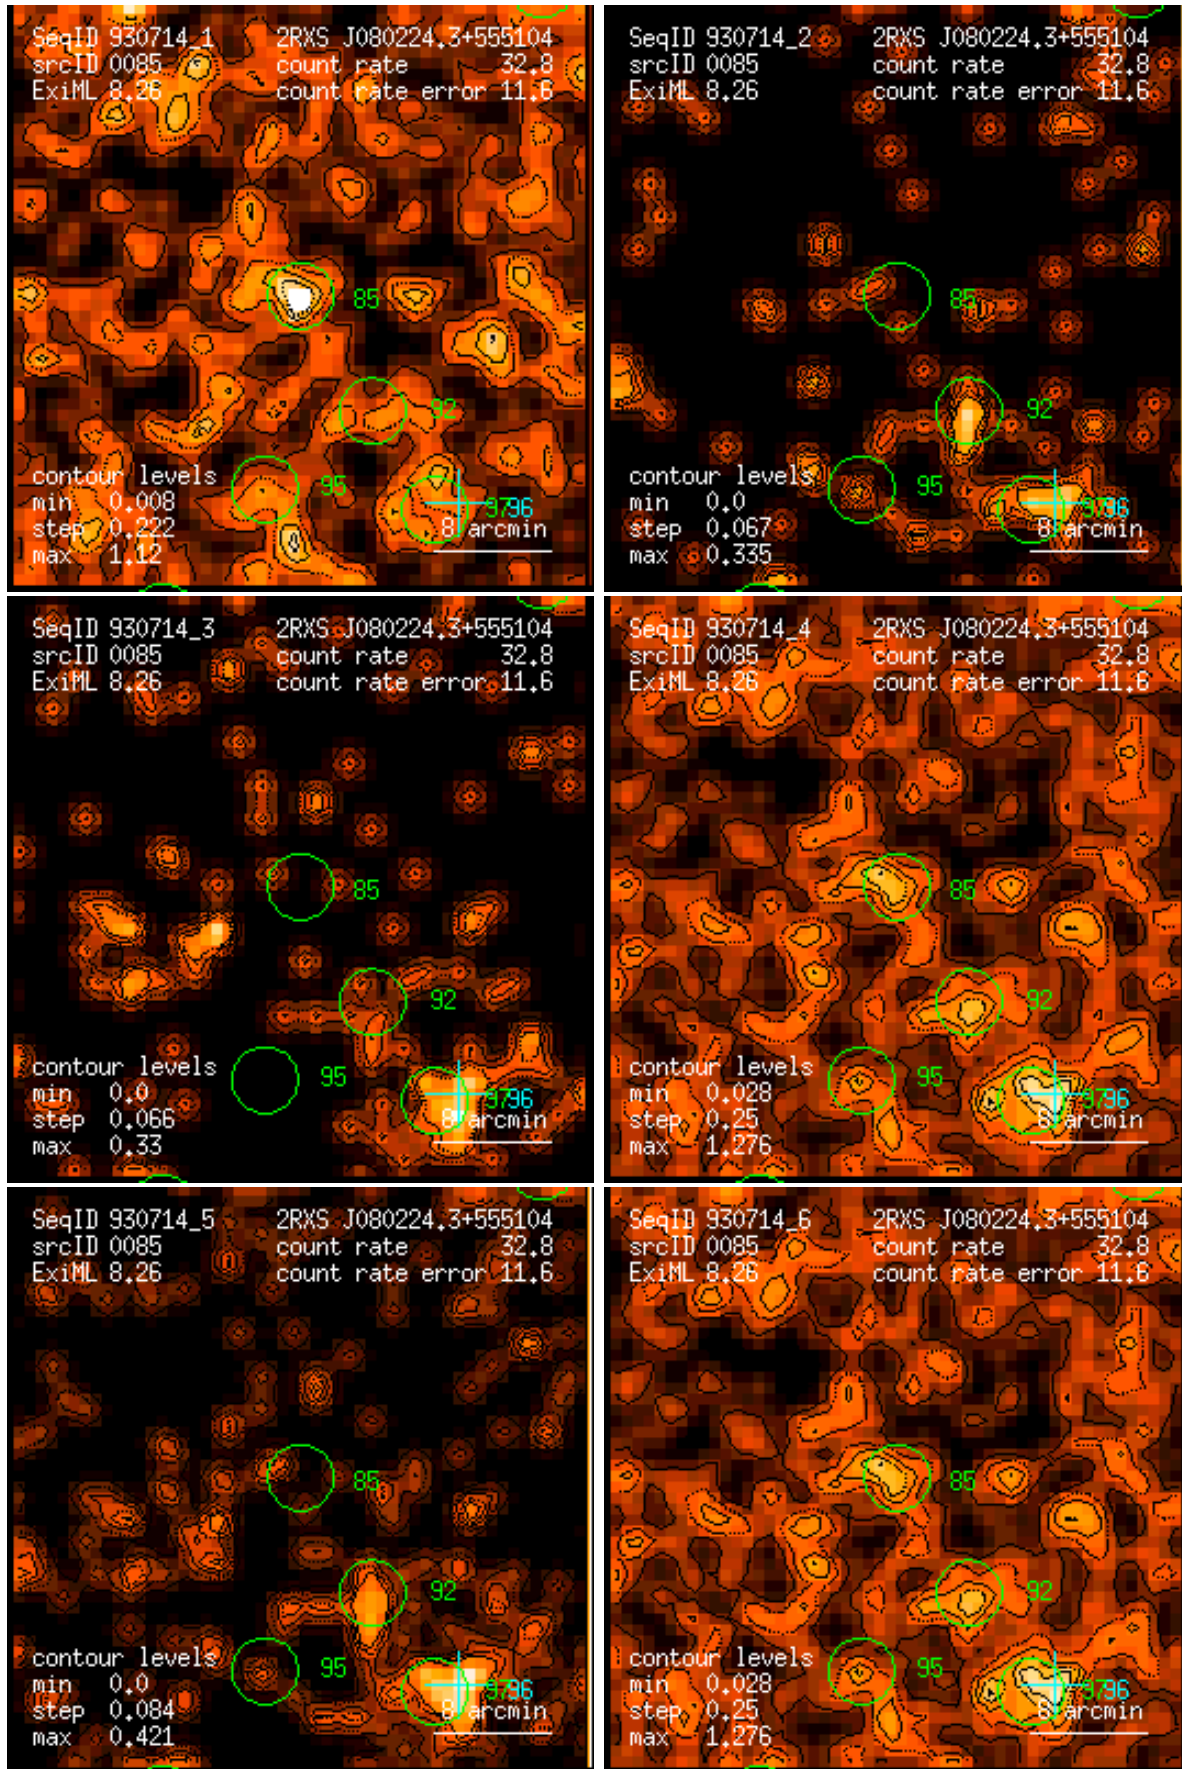 SeqID 930714_1 2RXS J080224.3+555104
srcID 0085 count rate 32.8
ExiML 8.26 count rate error 11.6
85
92
95
9796
contour levels
min 0.008
step 0.222
max 1.12
8 arcmin
SeqID 930714_2 2RXS J080224.3+555104
srcID 0085 count rate 32.8
ExiML 8.26 count rate error 11.6
85
92
95
9796
contour levels
min 0.0
step 0.067
max 0.335
8 arcmin
SeqID 930714_3 2RXS J080224.3+555104
srcID 0085 count rate 32.8
ExiML 8.26 count rate error 11.6
85
92
95
9796
contour levels
min 0.0
step 0.066
max 0.33
8 arcmin
SeqID 930714_4 2RXS J080224.3+555104
srcID 0085 count rate 32.8
ExiML 8.26 count rate error 11.6
85
92
95
9796
contour levels
min 0.028
step 0.25
max 1.276
8 arcmin
SeqID 930714_5 2RXS J080224.3+555104
srcID 0085 count rate 32.8
ExiML 8.26 count rate error 11.6
85
92
95
9796
contour levels
min 0.0
step 0.084
max 0.421
8 arcmin
SeqID 930714_6 2RXS J080224.3+555104
srcID 0085 count rate 32.8
ExiML 8.26 count rate error 11.6
85
92
95
9796
contour levels
min 0.028
step 0.25
max 1.276
8 arcmin